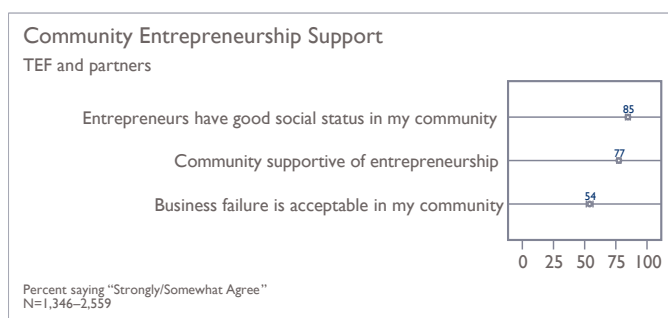 Community Entrepreneurship Support
TEF and partners
Entrepreneurs have good social status in my community
85
Community supportive of entrepreneurship
77
Business failure is acceptable in my community
54
0 25 50 75 100
Percent saying “Strongly/Somewhat Agree”
N=1,346–2,559